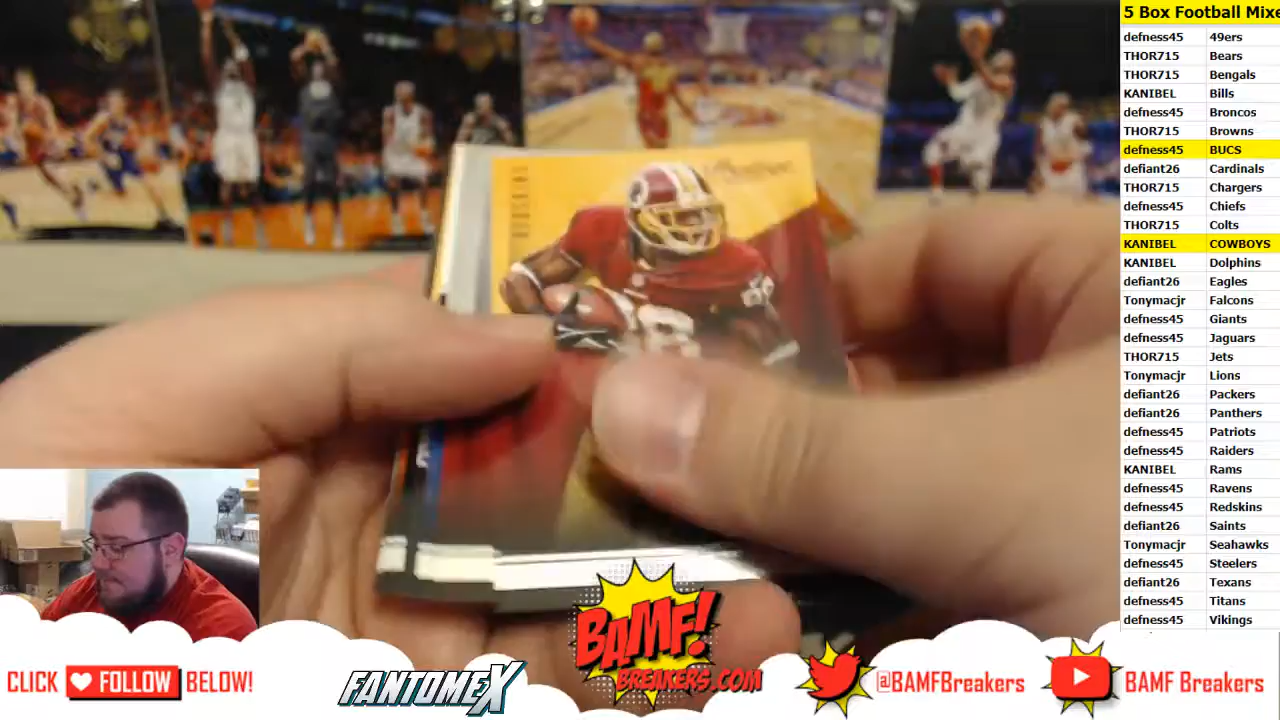 5 Box Football Mixe
defness45 49ers
THOR715 Bears
THOR715 Bengals
KANIBEL Bills
defness45 Broncos
THOR715 Browns
defness45 BUCS
defiant26 Cardinals
THOR715 Chargers
defness45 Chiefs
THOR715 Colts
KANIBEL COWBOYS
KANIBEL Dolphins
defiant26 Eagles
Tonymacjr Falcons
defness45 Giants
defness45 Jaguars
THOR715 Jets
Tonymacjr Lions
defiant26 Packers
defiant26 Panthers
defness45 Patriots
defness45 Raiders
KANIBEL Rams
defness45 Ravens
defness45 Redskins
defiant26 Saints
Tonymacjr Seahawks
defness45 Steelers
defiant26 Texans
defness45 Titans
defness45 Vikings
REDSKINS
CLICK FOLLOW BELOW!
FANTOMEX
BAMF!
BREAKERS.COM
@BAMFBreakers
BAMF Breakers